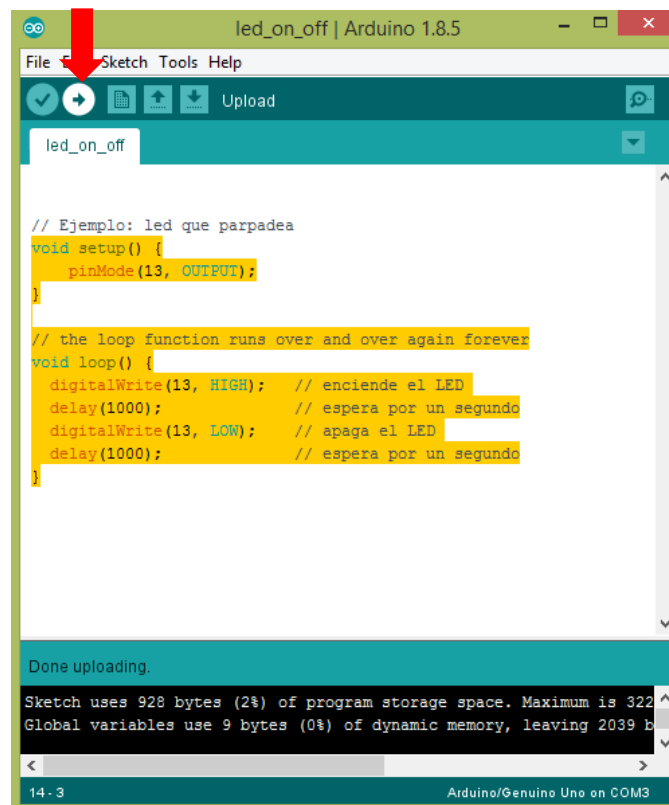 led_on_off | Arduino 1.8.5
File Sketch Tools Help
Upload
led_on_off
// Ejemplo: led que parpadea
void setup() {
    pinMode(13, OUTPUT);
}
// the loop function runs over and over again forever
void loop() {
  digitalWrite(13, HIGH);   // enciende el LED
  delay(1000);              // espera por un segundo
  digitalWrite(13, LOW);    // apaga el LED
  delay(1000);              // espera por un segundo
}
Done uploading.
Sketch uses 928 bytes (2%) of program storage space. Maximum is 322
Global variables use 9 bytes (0%) of dynamic memory, leaving 2039 b
14 - 3 Arduino/Genuino Uno on COM3